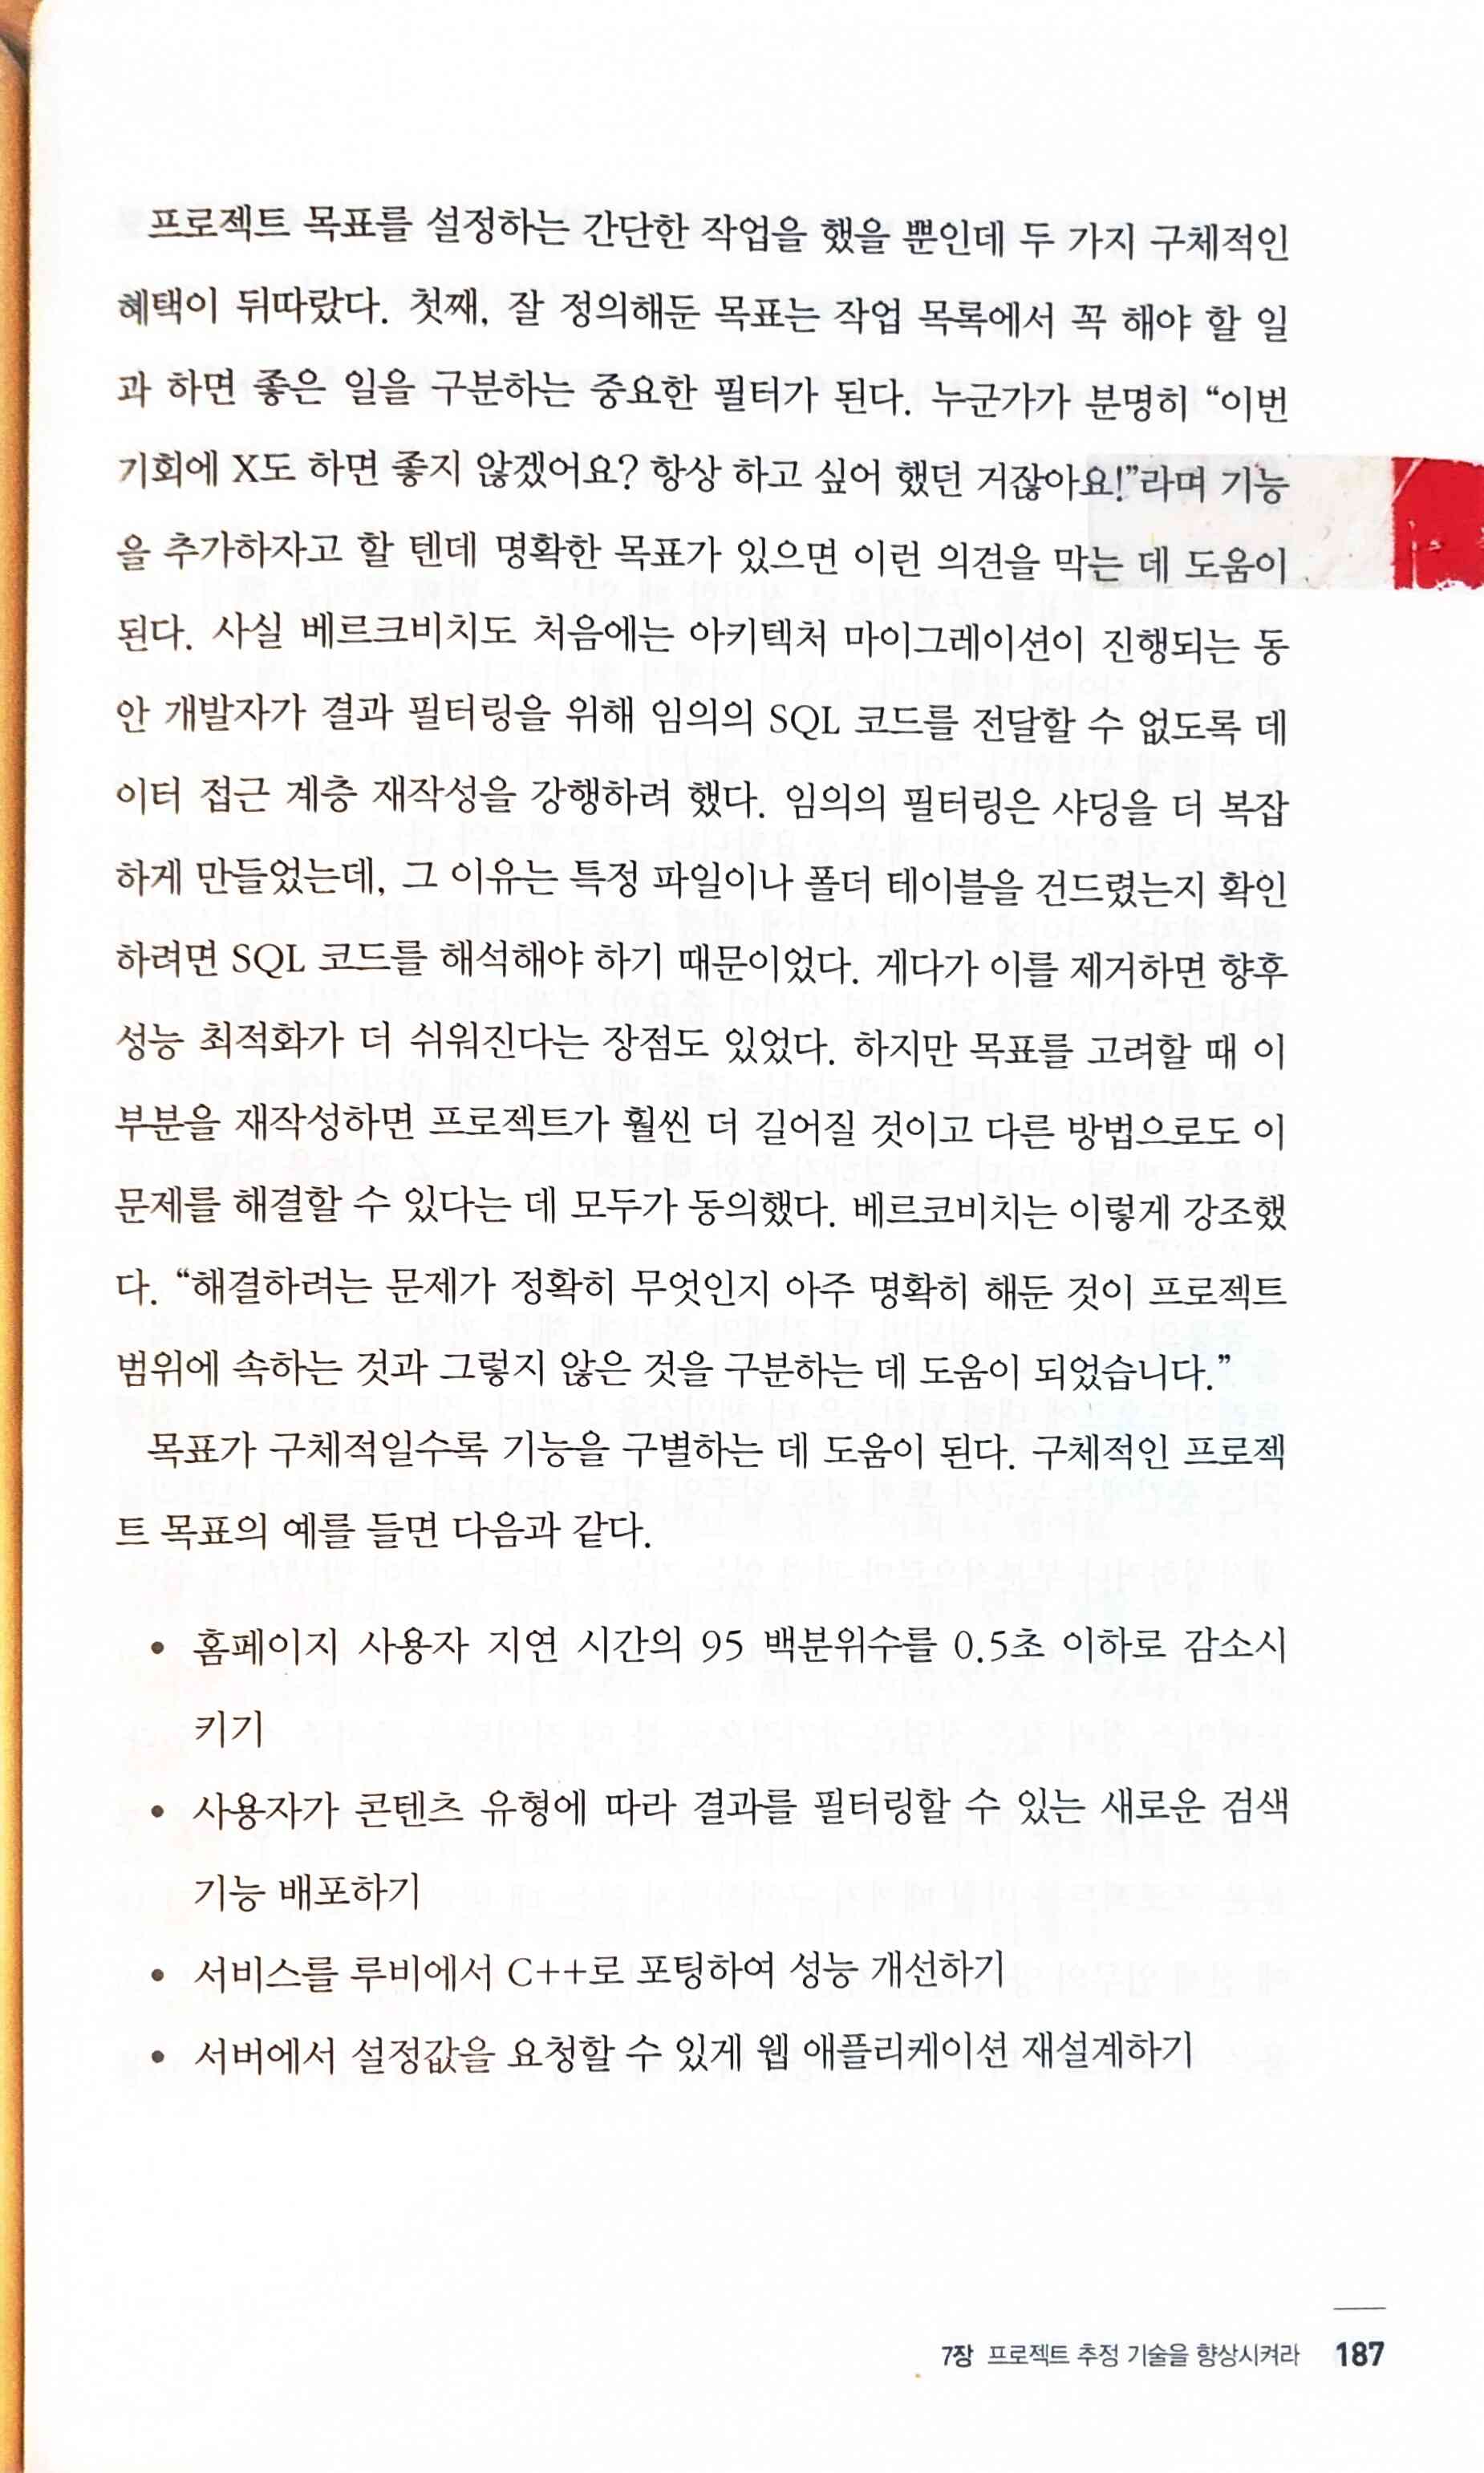 프로젝트 목표를 설정하는 간단한 작업을 했을 뿐인데 두 가지 구체적인
혜택이 뒤따랐다. 첫째, 잘 정의해둔 목표는 작업 목록에서 꼭 해야 할 일
과 하면 좋은 일을 구분하는 중요한 필터가 된다. 누군가가 분명히 “이번
기회에 X도 하면 좋지 않겠어요? 항상 하고 싶어 했던 거잖아요!”라며 기능
을 추가하자고 할 텐데 명확한 목표가 있으면 이런 의견을 막는 데 도움이
된다. 사실 베르크비치도 처음에는 아키텍처 마이그레이션이 진행되는 동
안 개발자가 결과 필터링을 위해 임의의 SQL 코드를 전달할 수 없도록 데
이터 접근 계층 재작성을 강행하려 했다. 임의의 필터링은 샤딩을 더 복잡
하게 만들었는데, 그 이유는 특정 파일이나 폴더 테이블을 건드렸는지 확인
하려면 SQL 코드를 해석해야 하기 때문이었다. 게다가 이를 제거하면 향후
성능 최적화가 더 쉬워진다는 장점도 있었다. 하지만 목표를 고려할 때 이
부분을 재작성하면 프로젝트가 훨씬 더 길어질 것이고 다른 방법으로도 이
문제를 해결할 수 있다는 데 모두가 동의했다. 베르코비치는 이렇게 강조했
다. “해결하려는 문제가 정확히 무엇인지 아주 명확히 해둔 것이 프로젝트
범위에 속하는 것과 그렇지 않은 것을 구분하는 데 도움이 되었습니다.”
목표가 구체적일수록 기능을 구별하는 데 도움이 된다. 구체적인 프로젝
트 목표의 예를 들면 다음과 같다.
• 홈페이지 사용자 지연 시간의 95 백분위수를 0.5초 이하로 감소시
키기
• 사용자가 콘텐츠 유형에 따라 결과를 필터링할 수 있는 새로운 검색
기능 배포하기
• 서비스를 루비에서 C++로 포팅하여 성능 개선하기
• 서버에서 설정값을 요청할 수 있게 웹 애플리케이션 재설계하기
7장 프로젝트 추정 기술을 향상시켜라 187